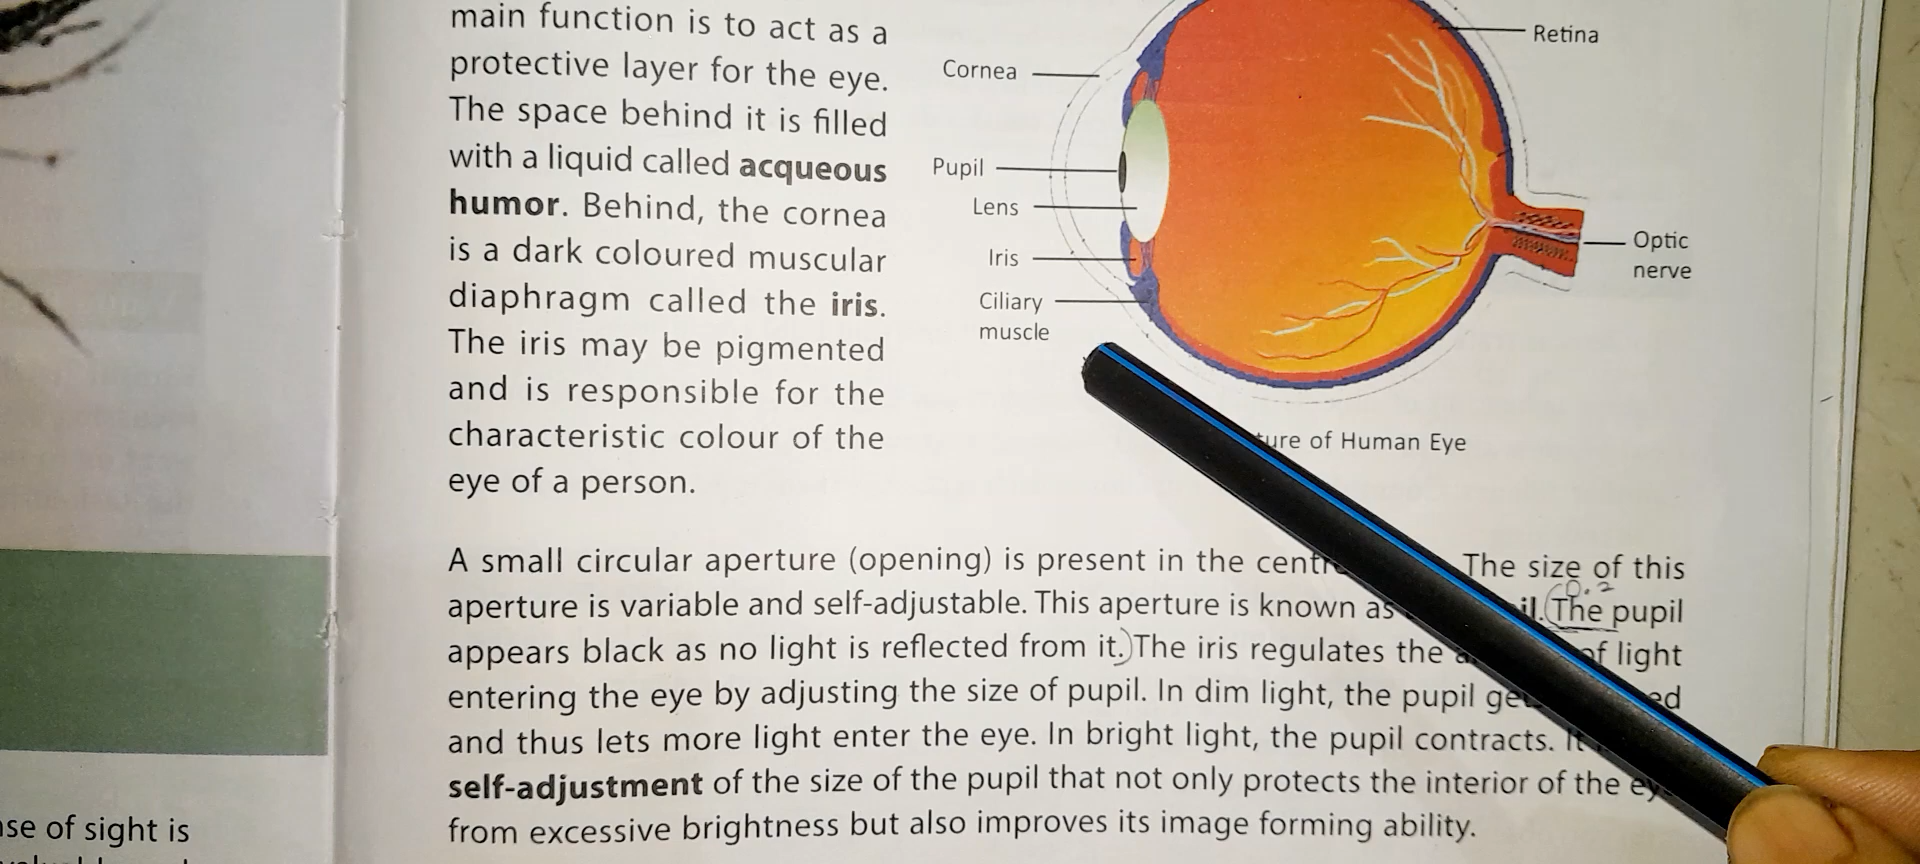 main function is to act as a
protective layer for the eye.
The space behind it is filled
with a liquid called acqueous
humor. Behind, the cornea
is a dark coloured muscular
diaphragm called the iris.
The iris may be pigmented
and is responsible for the
characteristic colour of the
eye of a person.
Retina
Cornea
Pupil
Lens
Iris
Ciliary
muscle
Optic
nerve
of Human Eye
A small circular aperture (opening) is present in the The size of this
aperture is variable and self-adjustable. This aperture is known as (The pupil
appears black as no light is reflected from it.) The iris regulates the of light
entering the eye by adjusting the size of pupil. In dim light, the pupil
and thus lets more light enter the eye. In bright light, the pupil contracts.
self-adjustment of the size of the pupil that not only protects the interior of the
from excessive brightness but also improves its image forming ability.
of sight is